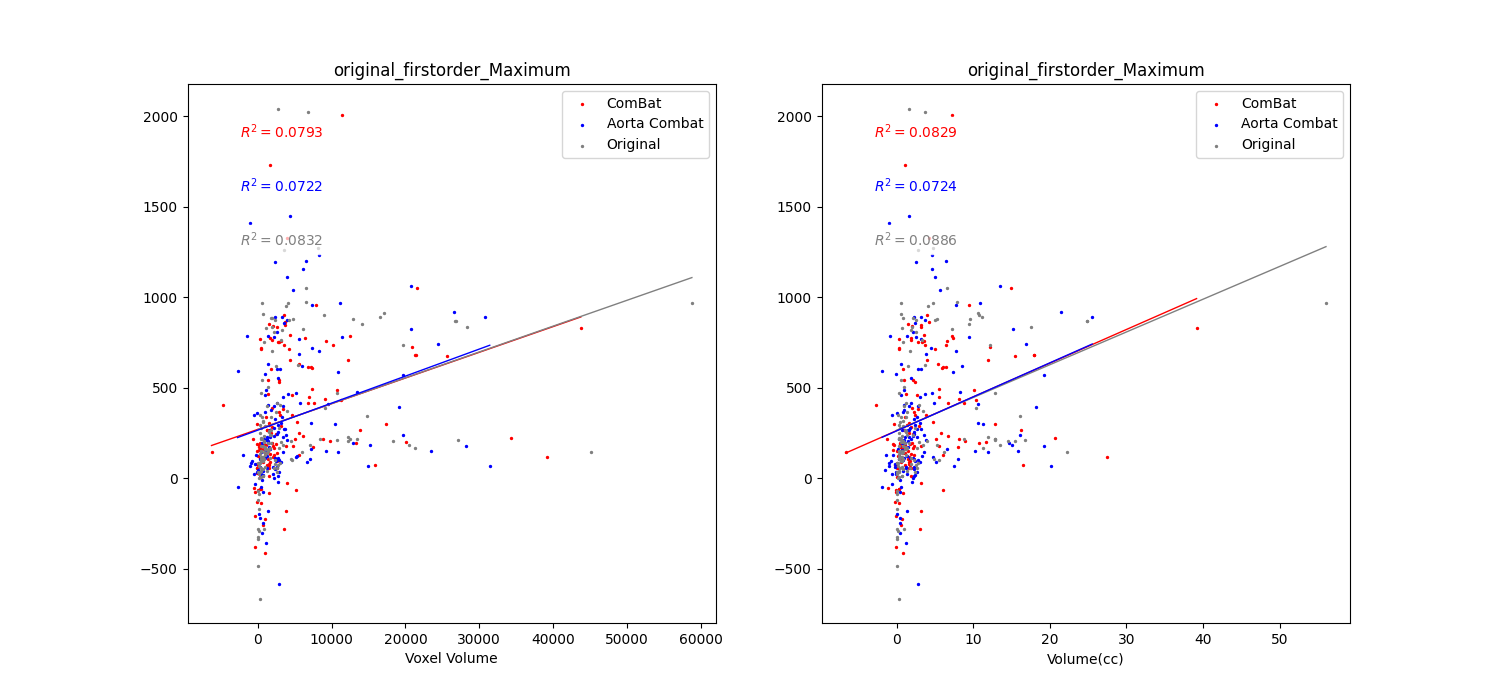 original_firstorder_Maximum
ComBat
Aorta Combat
Original
R² = 0.0793
R² = 0.0722
R² = 0.0832
2000
1500
1000
500
0
−500
0 10000 20000 30000 40000 50000 60000
Voxel Volume
original_firstorder_Maximum
ComBat
Aorta Combat
Original
R² = 0.0829
R² = 0.0724
R² = 0.0886
2000
1500
1000
500
0
−500
0 10 20 30 40 50
Volume(cc)